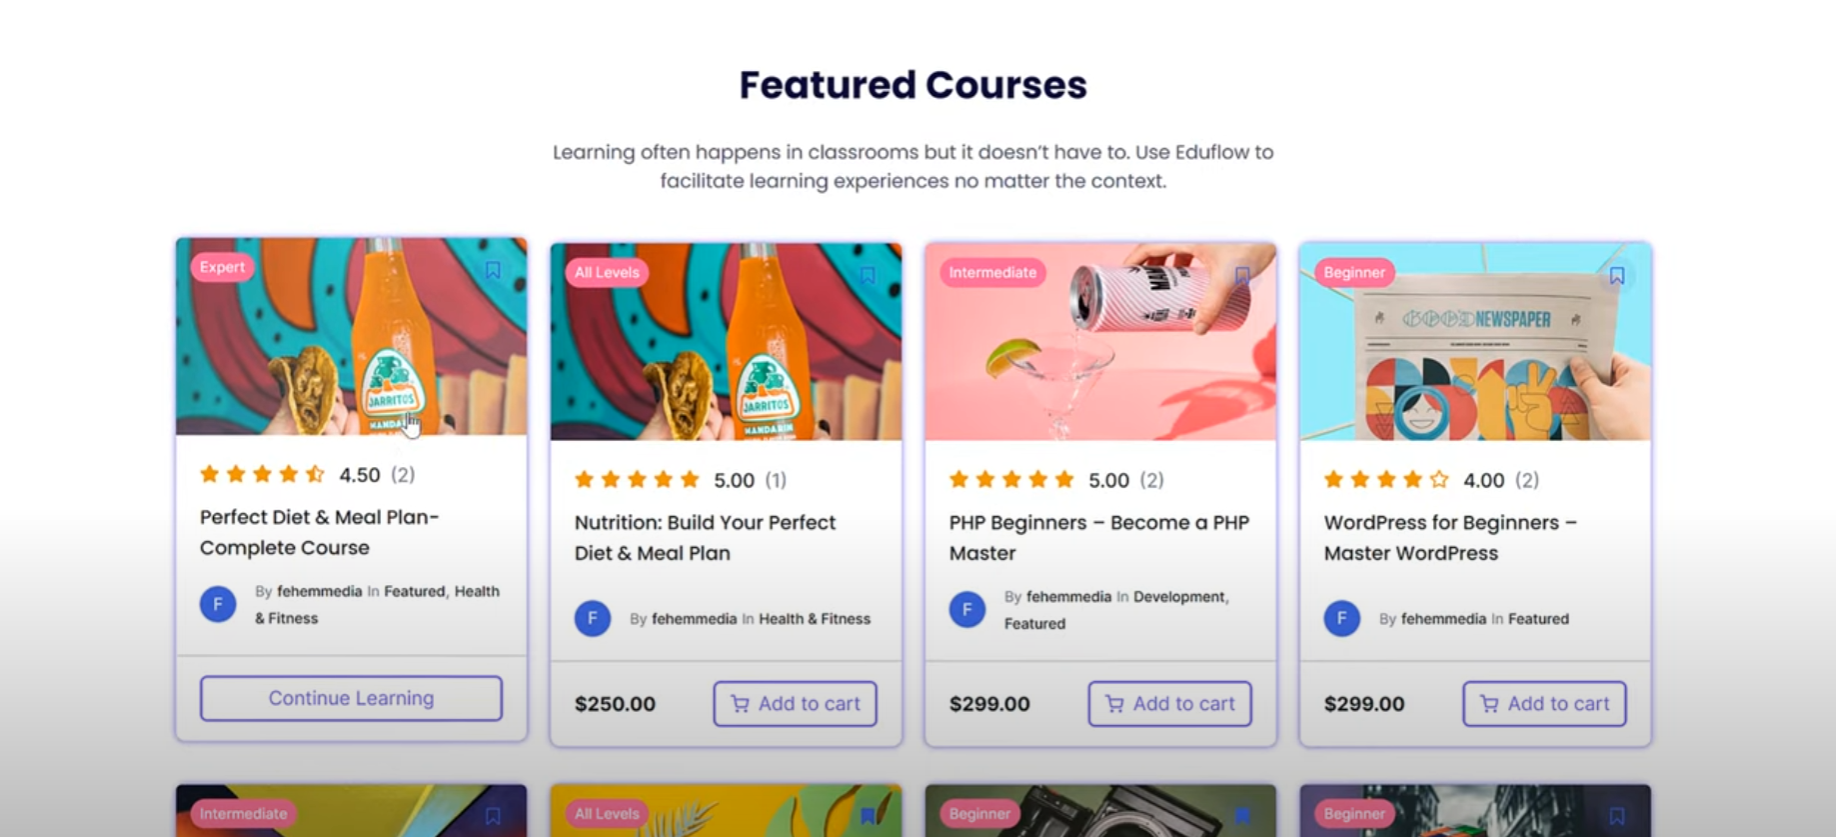 Featured Courses
Learning often happens in classrooms but it doesn't have to. Use Eduflow to
facilitate learning experiences no matter the context.
Expert
JARRITOS
4.50 (2)
Perfect Diet & Meal Plan-
Complete Course
F
By fehemmedia In Featured, Health
& Fitness
Continue Learning
All Levels
JARRITOS
MANDARIN
5.00 (1)
Nutrition: Build Your Perfect
Diet & Meal Plan
F
By fehemmedia In Health & Fitness
$250.00
Add to cart
Intermediate
5.00 (2)
PHP Beginners – Become a PHP
Master
F
By fehemmedia In Development,
Featured
$299.00
Add to cart
Beginner
NEWSPAPER
4.00 (2)
WordPress for Beginners –
Master WordPress
F
By fehemmedia In Featured
$299.00
Add to cart
Intermediate
All Levels
Beginner
Beginner